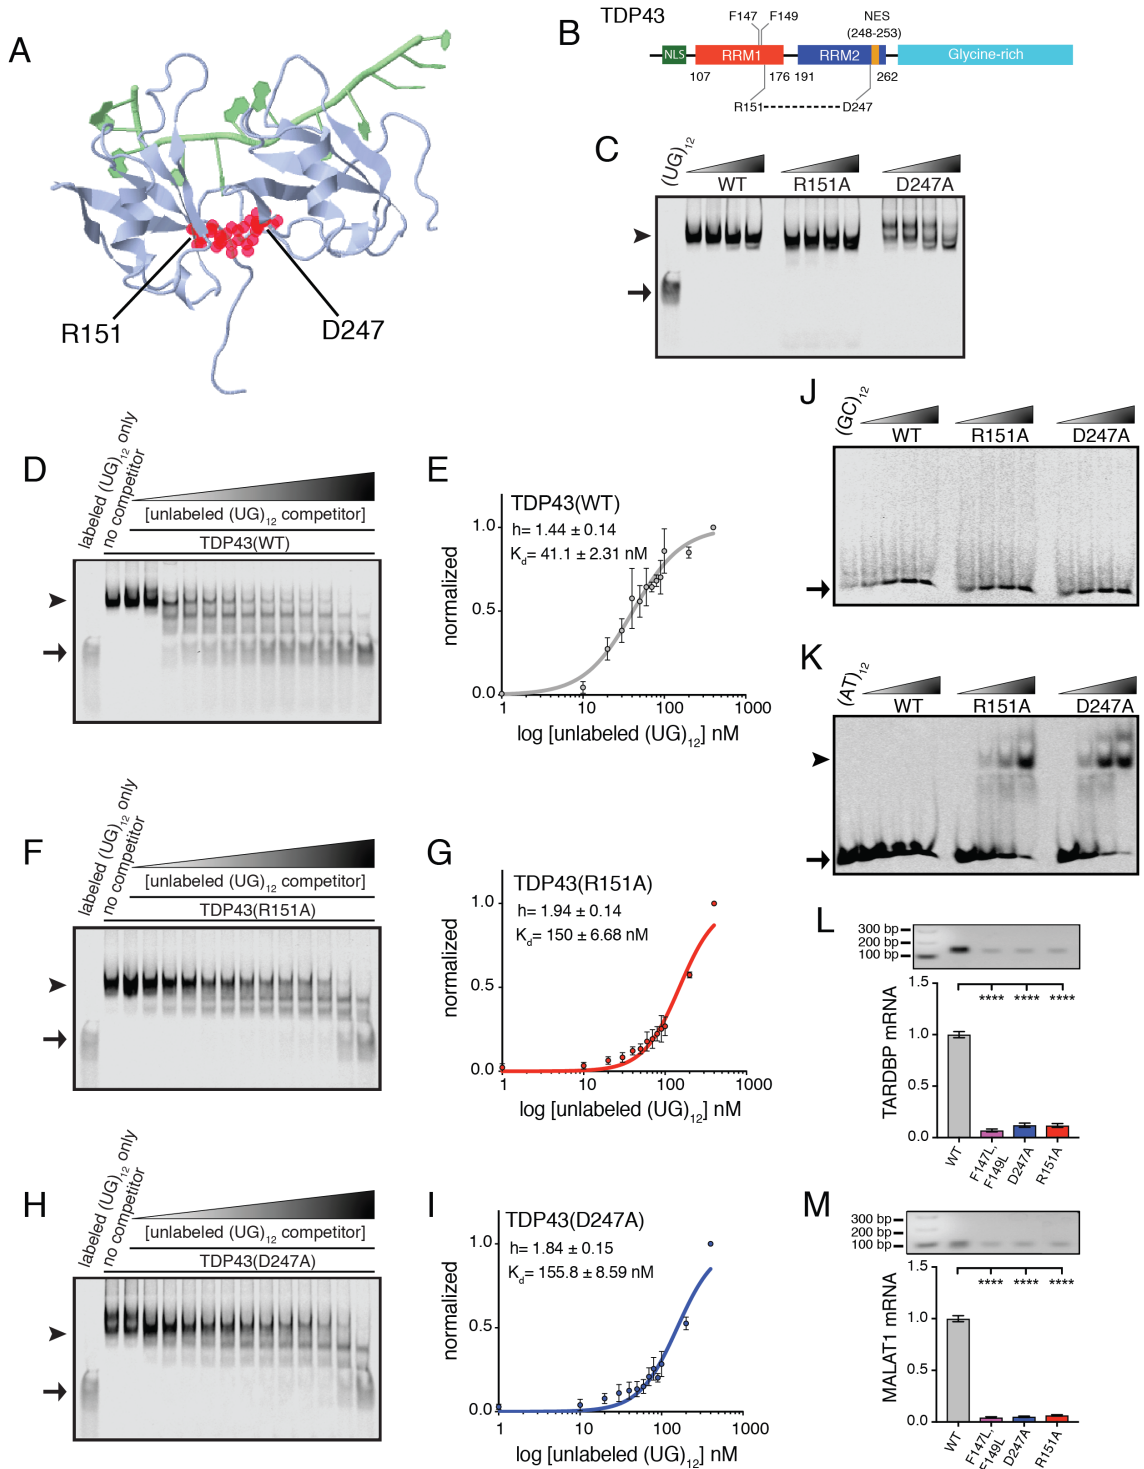 A
R151
D247
B
TDP43
F147 F149
NES
(248-253)
NLS
RRM1
RRM2
Glycine-rich
107
176
191
262
R151
D247
C
(UG)12
WT
R151A
D247A
D
labeled (UG)12 only
no competitor
[unlabeled (UG)12 competitor]
TDP43(WT)
E
TDP43(WT)
h= 1.44 ± 0.14
Kd= 41.1 ± 2.31 nM
normalized
1.0
0.5
0.0
1
10
100
1000
log [unlabeled (UG)12] nM
J
(GC)12
WT
R151A
D247A
K
(AT)12
WT
R151A
D247A
F
labeled (UG)12 only
no competitor
[unlabeled (UG)12 competitor]
TDP43(R151A)
G
TDP43(R151A)
h= 1.94 ± 0.14
Kd= 150 ± 6.68 nM
normalized
1.0
0.5
0.0
1
10
100
1000
log [unlabeled (UG)12] nM
L
300 bp
200 bp
100 bp
TARDBP mRNA
1.5
1.0
0.5
0.0
**** **** ****
WT
F147L,
F149L
D247A
R151A
H
labeled (UG)12 only
no competitor
[unlabeled (UG)12 competitor]
TDP43(D247A)
I
TDP43(D247A)
h= 1.84 ± 0.15
Kd= 155.8 ± 8.59 nM
normalized
1.0
0.5
0.0
1
10
100
1000
log [unlabeled (UG)12] nM
M
300 bp
200 bp
100 bp
MALAT1 mRNA
1.5
1.0
0.5
0.0
**** **** ****
WT
F147L,
F149L
D247A
R151A